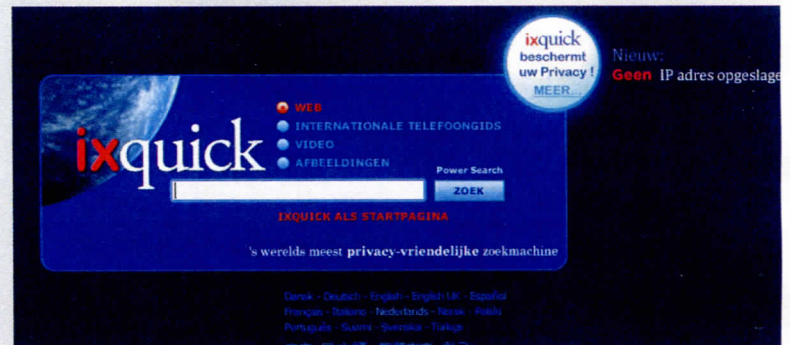 ixquick
beschermt
uw Privacy !
MEER...
Nieuw:
Geen IP adres opgeslage
ixquick
WEB
INTERNATIONALE TELEFOONGIDS
VIDEO
AFBEELDINGEN
Power Search
ZOEK
IXQUICK ALS STARTPAGINA
's werelds meest privacy-vriendelijke zoekmachine
Dansk - Deutsch - English - English UK - Español
Français - Italiano - Nederlands - Norsk - Polski
Português - Suomi - Svenska - Türkçe